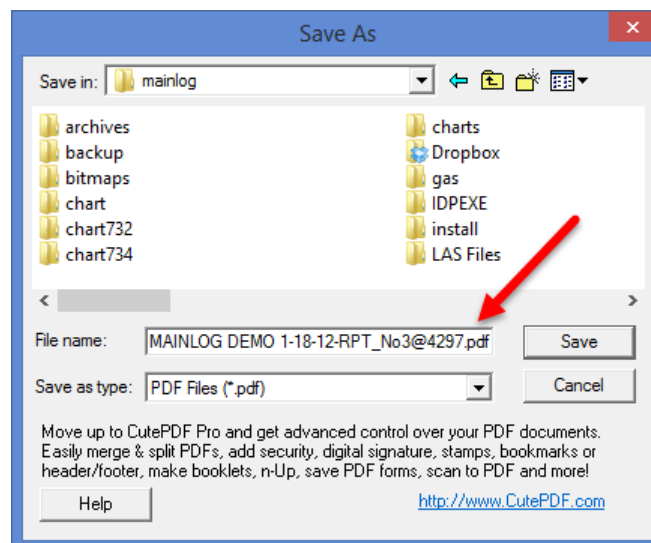 Save As
Save in: mainlog
archives
backup
bitmaps
chart
chart732
chart734
charts
Dropbox
gas
IDPEXE
install
LAS Files
File name: MAINLOG DEMO 1-18-12-RPT_No3@4297.pdf Save
Save as type: PDF Files (*.pdf) Cancel
Move up to CutePDF Pro and get advanced control over your PDF documents.
Easily merge & split PDFs, add security, digital signature, stamps, bookmarks or
header/footer, make booklets, n-Up, save PDF forms, scan to PDF and more!
Help http://www.CutePDF.com